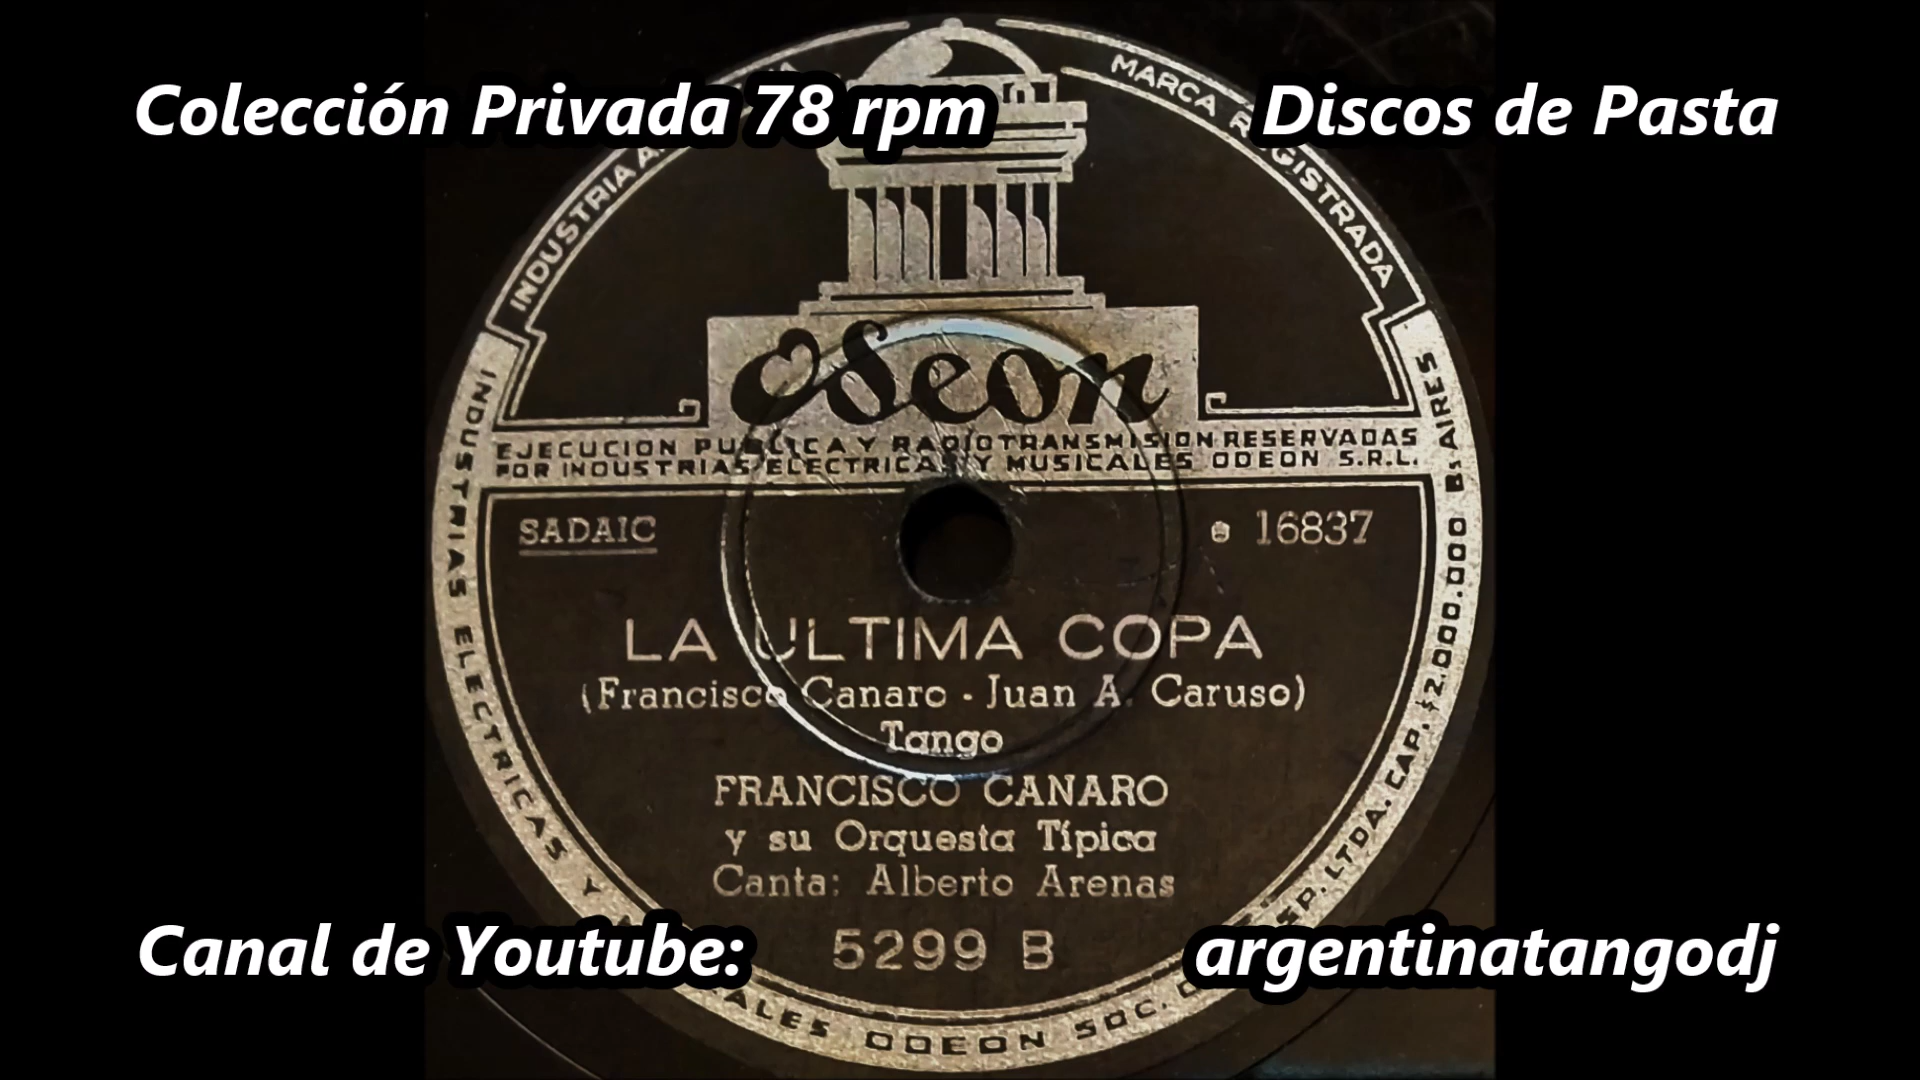 Colección Privada 78 rpm
Discos de Pasta
INDUSTRIA
MARCA REGISTRADA
Odeon
EJECUCION PUBLICA Y RADIOTRANSMISION RESERVADAS
POR INDUSTRIAS ELECTRICAS Y MUSICALES ODEON S.R.L.
SADAIC
e 16837
LA ULTIMA COPA
(Francisco Canaro - Juan A. Caruso)
Tango
FRANCISCO CANARO
y su Orquesta Típica
Canta: Alberto Arenas
5299 B
INDUSTRIAS ELECTRICAS Y ODEON SOC. RESP. LTDA. CAP. $2.000.000 Bs AIRES
Canal de Youtube:
argentinatangodj